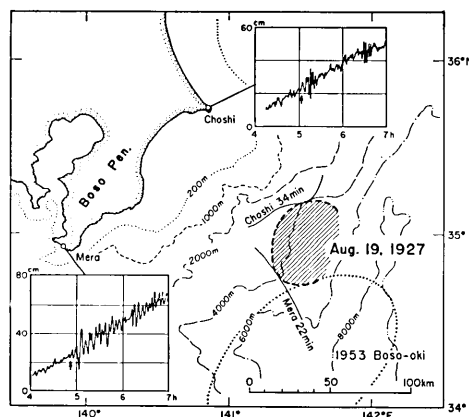 cm
60
30
0
4 5 6 7h
36°N
Choshi
Boso Pen.
200m
1000m
2000m
Choshi 34min
35°
Mera
Aug. 19, 1927
cm
80
40
0
4 5 6 7h
4000m
6000m
Mera 22min
8000m
1953 Boso-oki
0 50 100km
140° 141° 142°E 34°